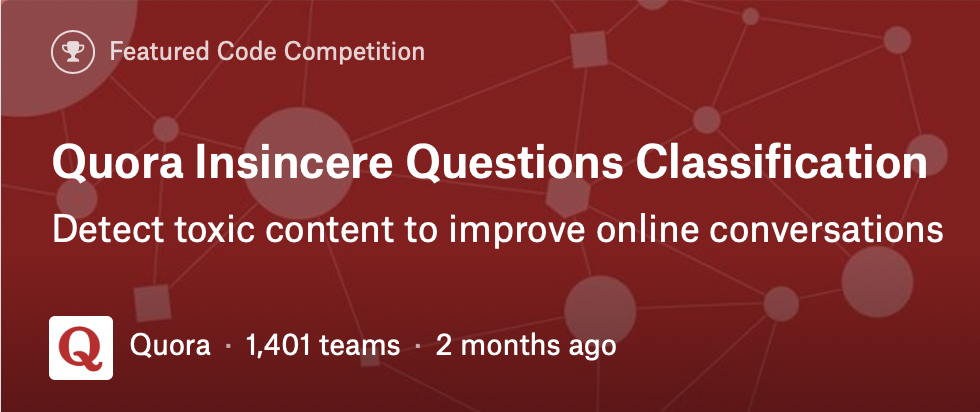 Featured Code Competition
Quora Insincere Questions Classification
Detect toxic content to improve online conversations
Q Quora · 1,401 teams · 2 months ago